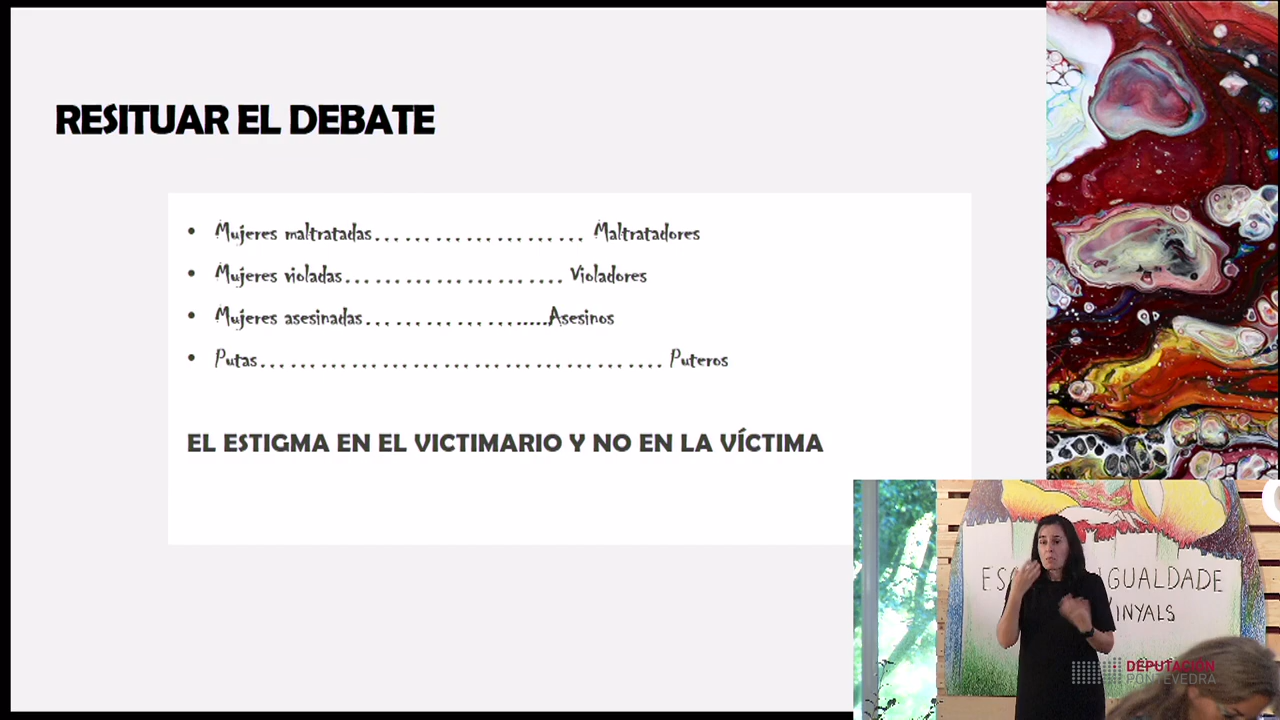 RESITUAR EL DEBATE
• Mujeres maltratadas………………… Maltratadores
• Mujeres violadas…………………. Violadores
• Mujeres asesinadas…………….....Asesinos
• Putas…………………………………. Puteros
EL ESTIGMA EN EL VICTIMARIO Y NO EN LA VÍCTIMA
GUALDADE
INYALS
DEPUTACIÓN
PONTEVEDRA